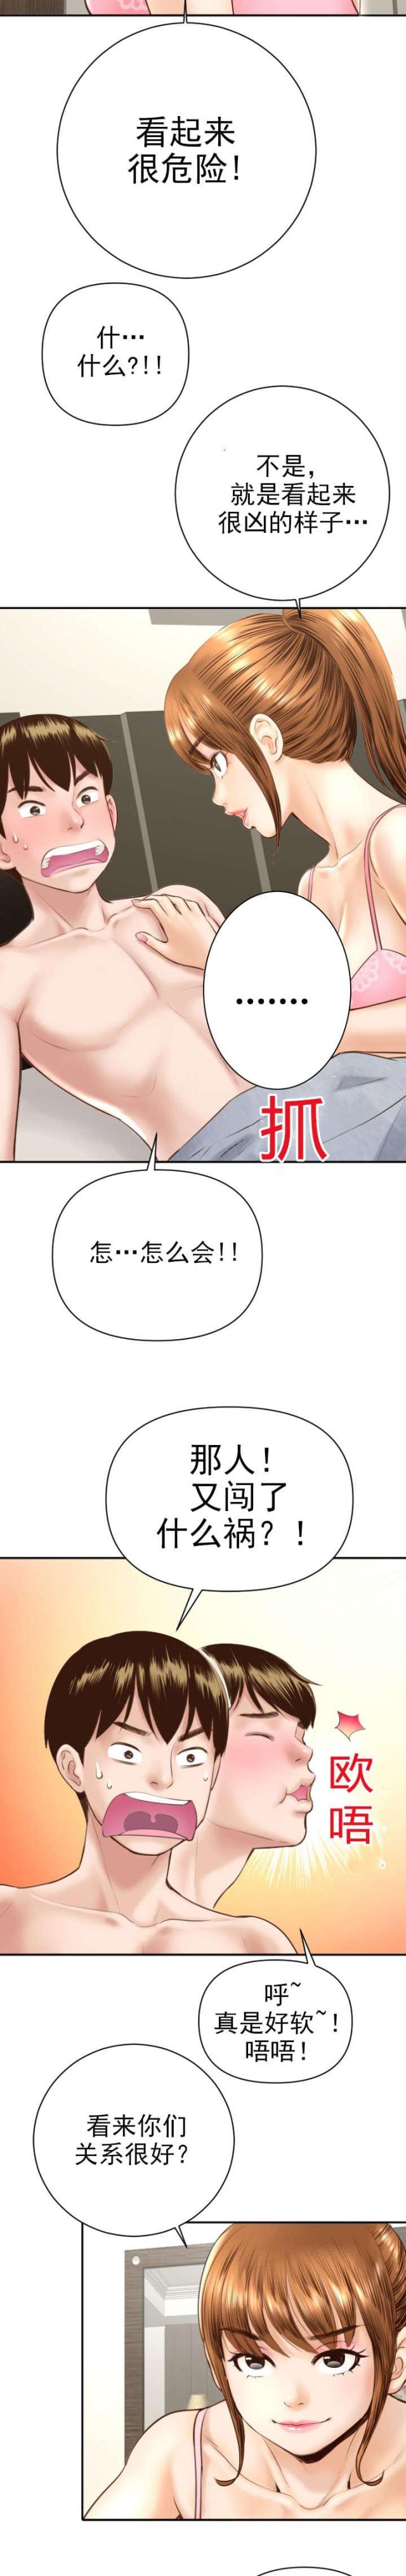 看起来
很危险!
什…
什么?!!
不是,
就是看起来
很凶的样子…
.......
抓
怎…怎么会!!
那人!
又闯了
什么祸?!
欧
唔
呼~
真是好软~!
唔唔!
看来你们
关系很好?